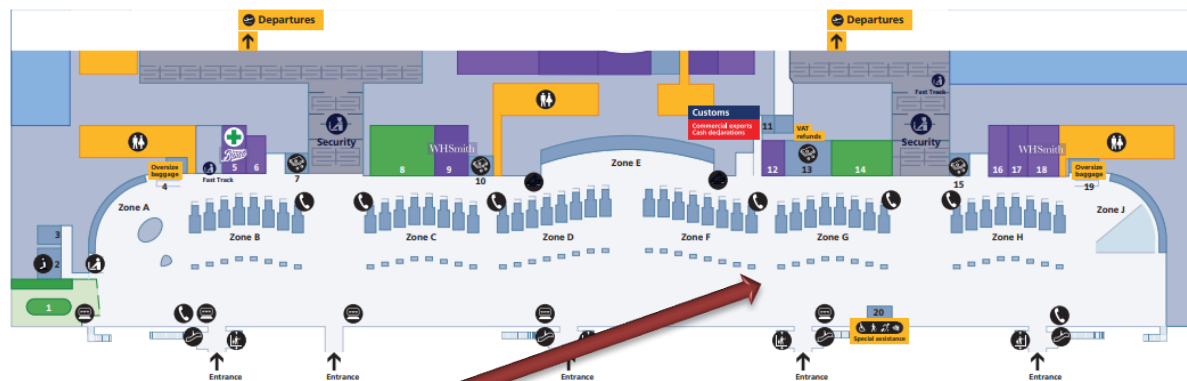 Departures
Departures
Fast Track
Customs
Commercial exports
Cash declarations
11
VAT
refunds
Security
Security
Boots
5
6
WHSmith
8
9
10
7
Oversize
baggage
4
Fast Track
Zone E
12
13
14
15
WHSmith
16
17
18
Oversize
baggage
19
Zone A
Zone B
Zone C
Zone D
Zone F
Zone G
Zone H
Zone J
3
2
1
20
Special assistance
Entrance
Entrance
Entrance
Entrance
Entrance